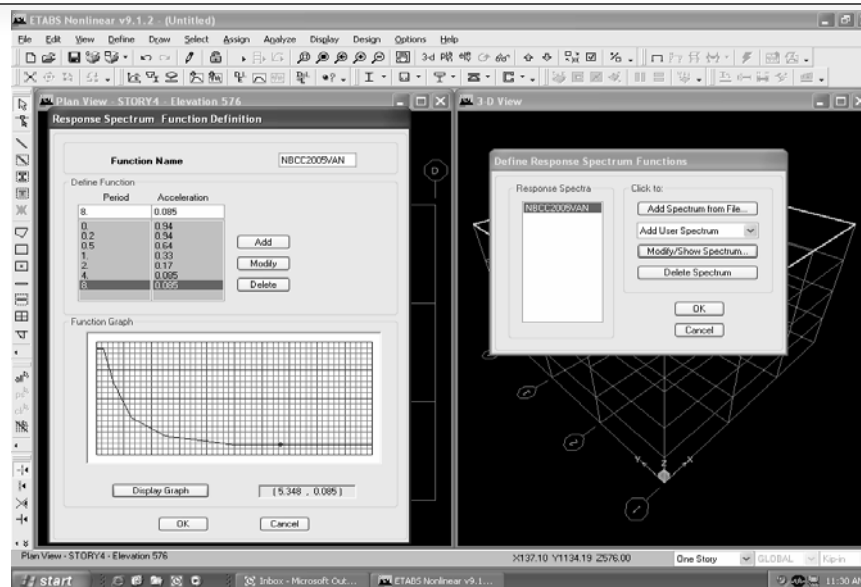 ETABS Nonlinear v9.1.2 - (Untitled)
File Edit View Define Draw Select Assign Analyze Display Design Options Help
3-d
Plan View - STORY4 - Elevation 576
3-D View
Response Spectrum Function Definition
Function Name NBCC2005VAN
Define Function
Period Acceleration
8. 0.085
0. 0.94
0.2 0.94
0.5 0.64
1. 0.33
2. 0.17
4. 0.085
8. 0.085
Add
Modify
Delete
Function Graph
Display Graph (5.348 , 0.085)
OK Cancel
D
Define Response Spectrum Functions
Response Spectra
NBCC2005VAN
Click to:
Add Spectrum from File...
Add User Spectrum
Modify/Show Spectrum...
Delete Spectrum
OK
Cancel
Y Z X
Plan View - STORY4 - Elevation 576 X137.10 Y1134.19 Z576.00 One Story GLOBAL Kip-in
start Inbox - Microsoft Out... ETABS Nonlinear v9.1... 11:30 AM